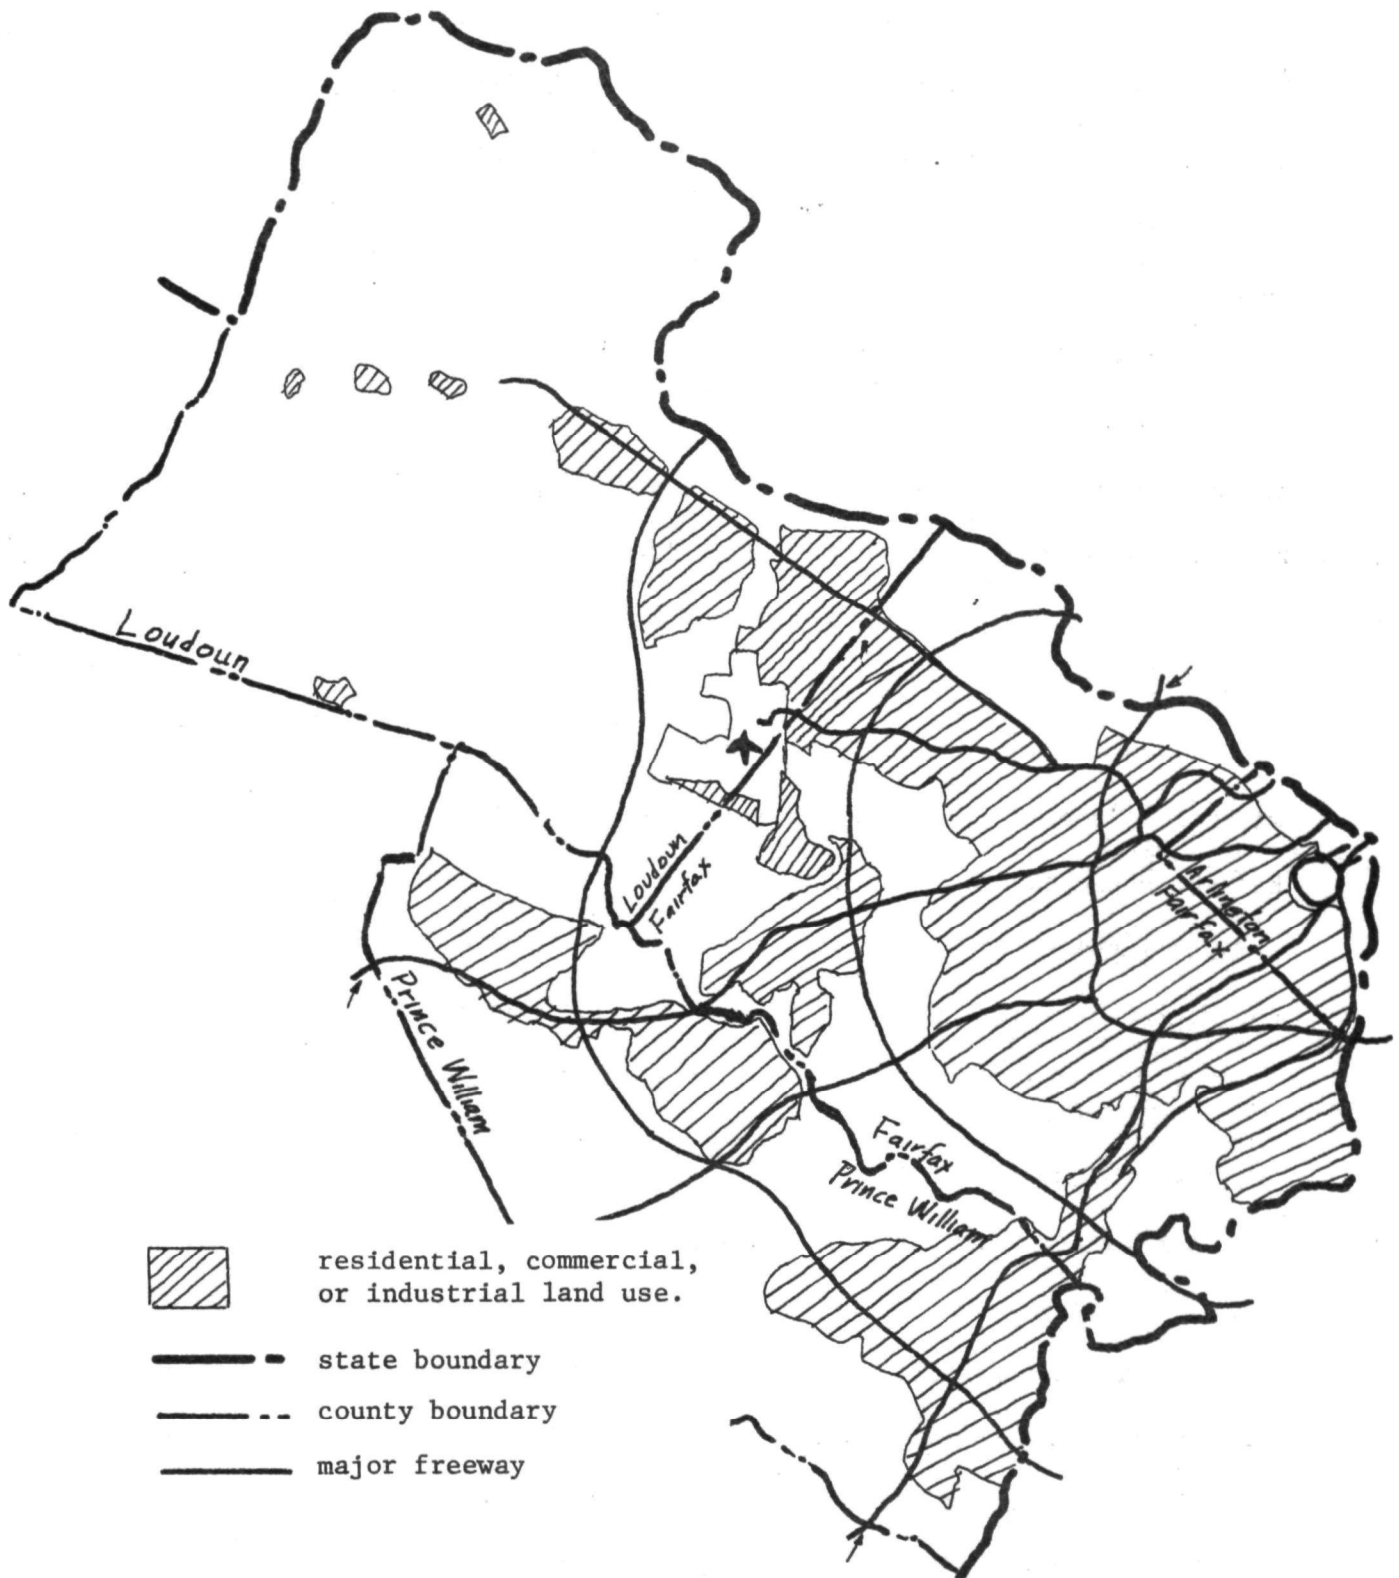 Loudoun
Loudoun
Fairfax
Arlington
Fairfax
Prince William
Fairfax
Prince William
residential, commercial,
or industrial land use.
state boundary
county boundary
major freeway